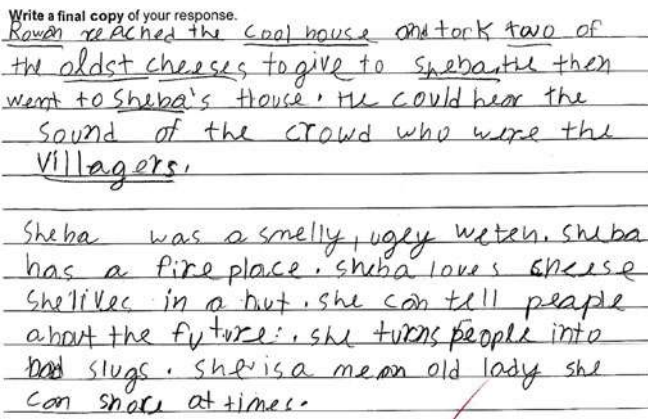 Write a final copy of your response.
Rowan reached the cool house and tork two of
the oldst cheeses to give to Sheba, He then
went to Sheba's House. He could hear the
Sound of the crowd who were the
Villagers.
Sheba was a smelly, ugey weteh. Sheba
has a fire place. Sheba loves cheese
She lives in a hut. she can tell peaple
about the future. she turns people into
bad slugs. She is a mean old lady she
can snore at times.